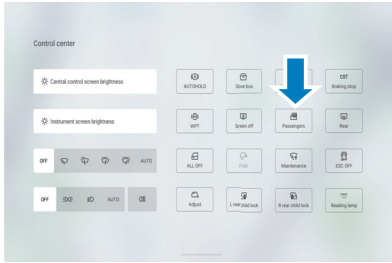 Control center
Central control screen brightness
AUTOHOLD
Glove box
CST
Braking stop
Instrument screen brightness
WPT
Screen off
Passengers
Rear
OFF
AUTO
ALL OFF
Fold
Maintenance
ESC OFF
OFF
AUTO
Adjust
L rear child lock
R rear child lock
Reading lamp